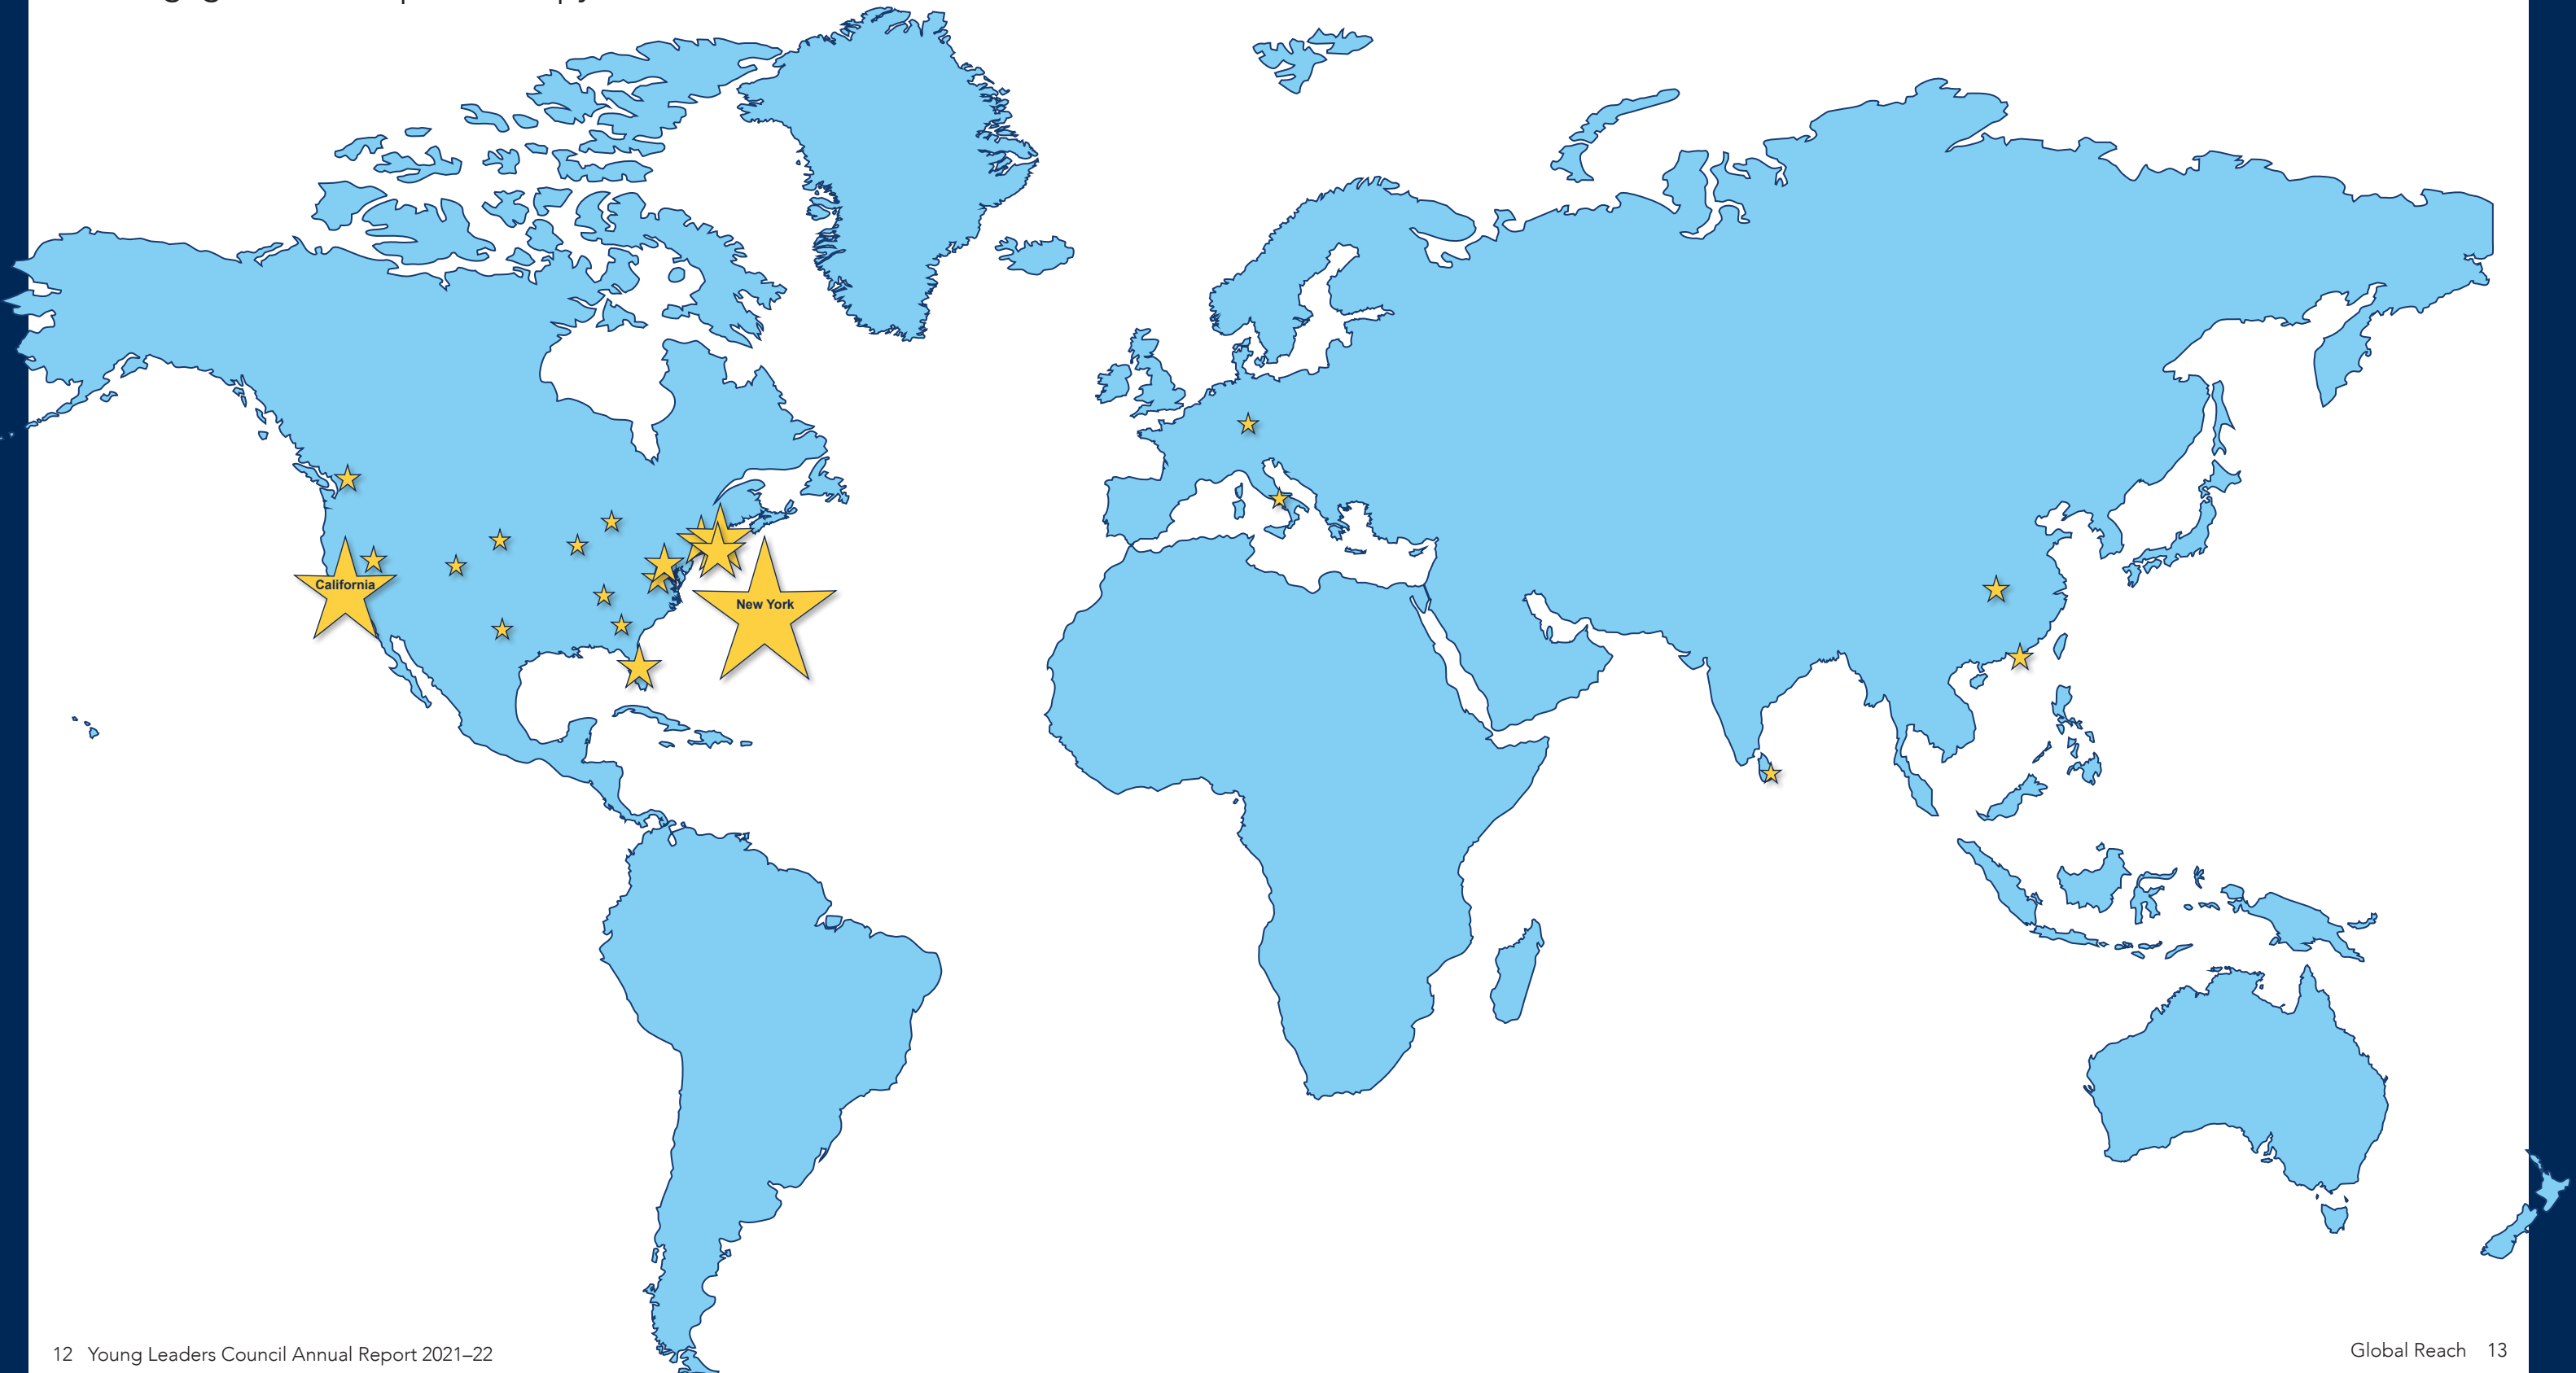 California
New York
12 Young Leaders Council Annual Report 2021–22
Global Reach 13